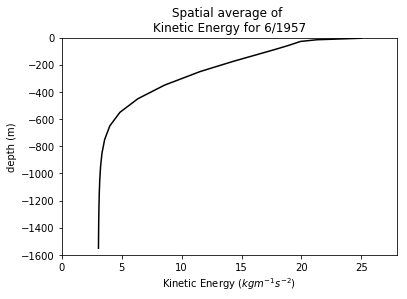 Spatial average of
Kinetic Energy for 6/1957
0
−200
−400
−600
−800
−1000
−1200
−1400
−1600
depth (m)
0 5 10 15 20 25
Kinetic Energy (kgm⁻¹s⁻²)